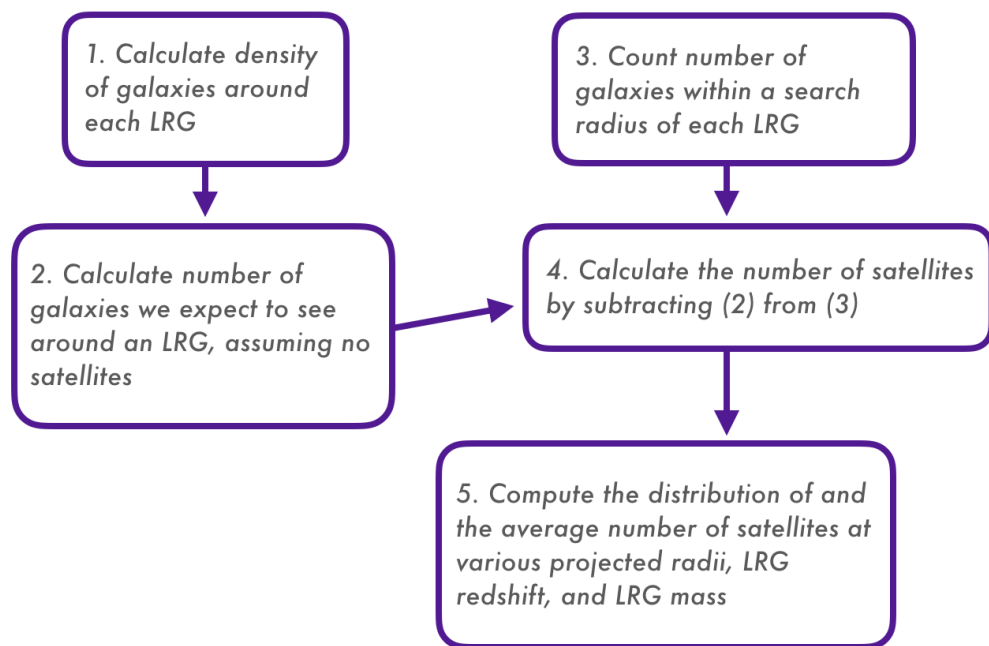 1. Calculate density
of galaxies around
each LRG
2. Calculate number of
galaxies we expect to see
around an LRG, assuming no
satellites
3. Count number of
galaxies within a search
radius of each LRG
4. Calculate the number of satellites
by subtracting (2) from (3)
5. Compute the distribution of and
the average number of satellites at
various projected radii, LRG
redshift, and LRG mass